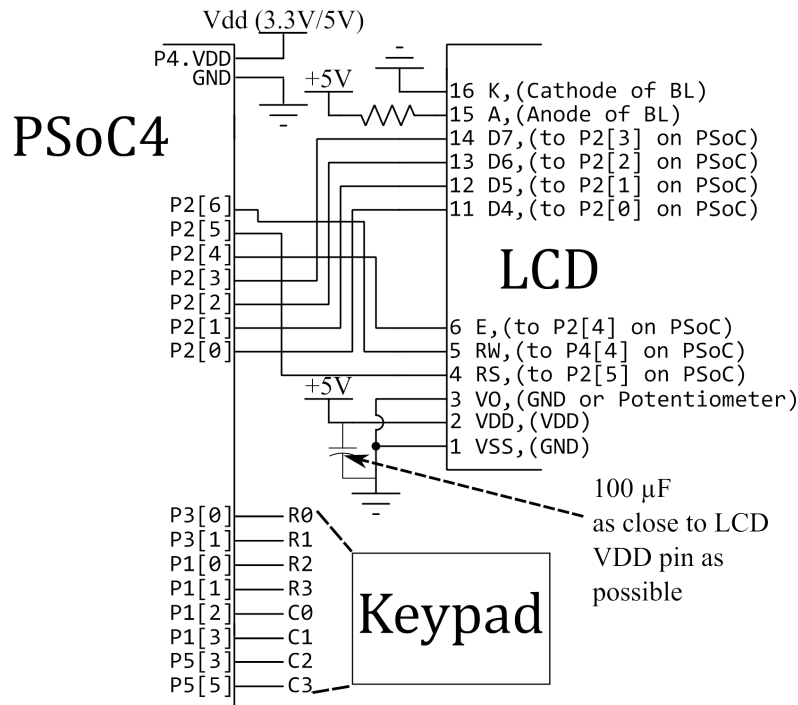 Vdd (3.3V/5V)
P4.VDD
GND
+5V
PSoC4
16 K,(Cathode of BL)
15 A,(Anode of BL)
14 D7,(to P2[3] on PSoC)
13 D6,(to P2[2] on PSoC)
12 D5,(to P2[1] on PSoC)
11 D4,(to P2[0] on PSoC)
P2[6]
P2[5]
P2[4]
P2[3]
P2[2]
P2[1]
P2[0]
LCD
6 E,(to P2[4] on PSoC)
5 RW,(to P4[4] on PSoC)
4 RS,(to P2[5] on PSoC)
+5V
3 VO,(GND or Potentiometer)
2 VDD,(VDD)
1 VSS,(GND)
100 µF
as close to LCD
VDD pin as
possible
P3[0] R0
P3[1] R1
P1[0] R2
P1[1] R3
P1[2] C0
P1[3] C1
P5[3] C2
P5[5] C3
Keypad